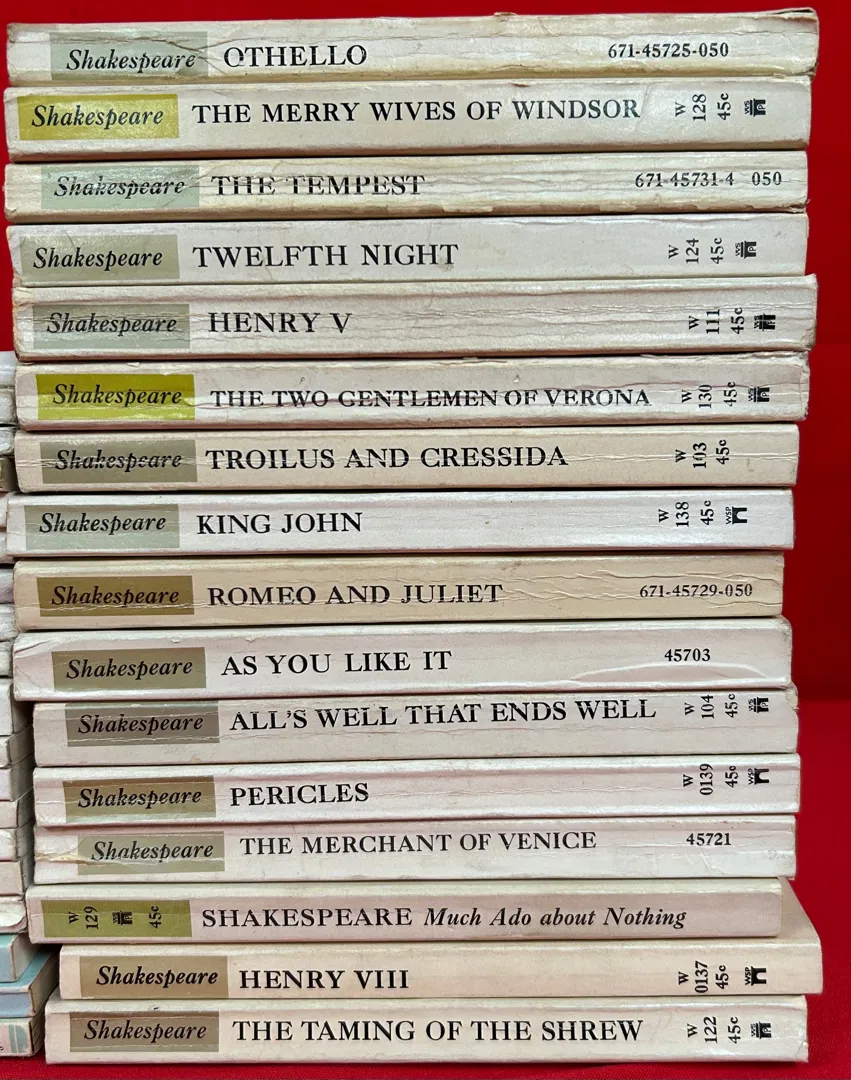 Shakespeare OTHELLO 671-45725-050
Shakespeare THE MERRY WIVES OF WINDSOR W 128 45c
Shakespeare THE TEMPEST 671-45731-4 050
Shakespeare TWELFTH NIGHT W 124 45c
Shakespeare HENRY V W 111 45c
Shakespeare THE TWO GENTLEMEN OF VERONA W 130 45c
Shakespeare TROILUS AND CRESSIDA W 103 45c
Shakespeare KING JOHN W 138 45c WSP
Shakespeare ROMEO AND JULIET 671-45729-050
Shakespeare AS YOU LIKE IT 45703
Shakespeare ALL'S WELL THAT ENDS WELL W 104 45c
Shakespeare PERICLES W 0139 45c WSP
Shakespeare THE MERCHANT OF VENICE 45721
W 129 45c SHAKESPEARE Much Ado about Nothing
Shakespeare HENRY VIII W 0137 45c WSP
Shakespeare THE TAMING OF THE SHREW W 122 45c